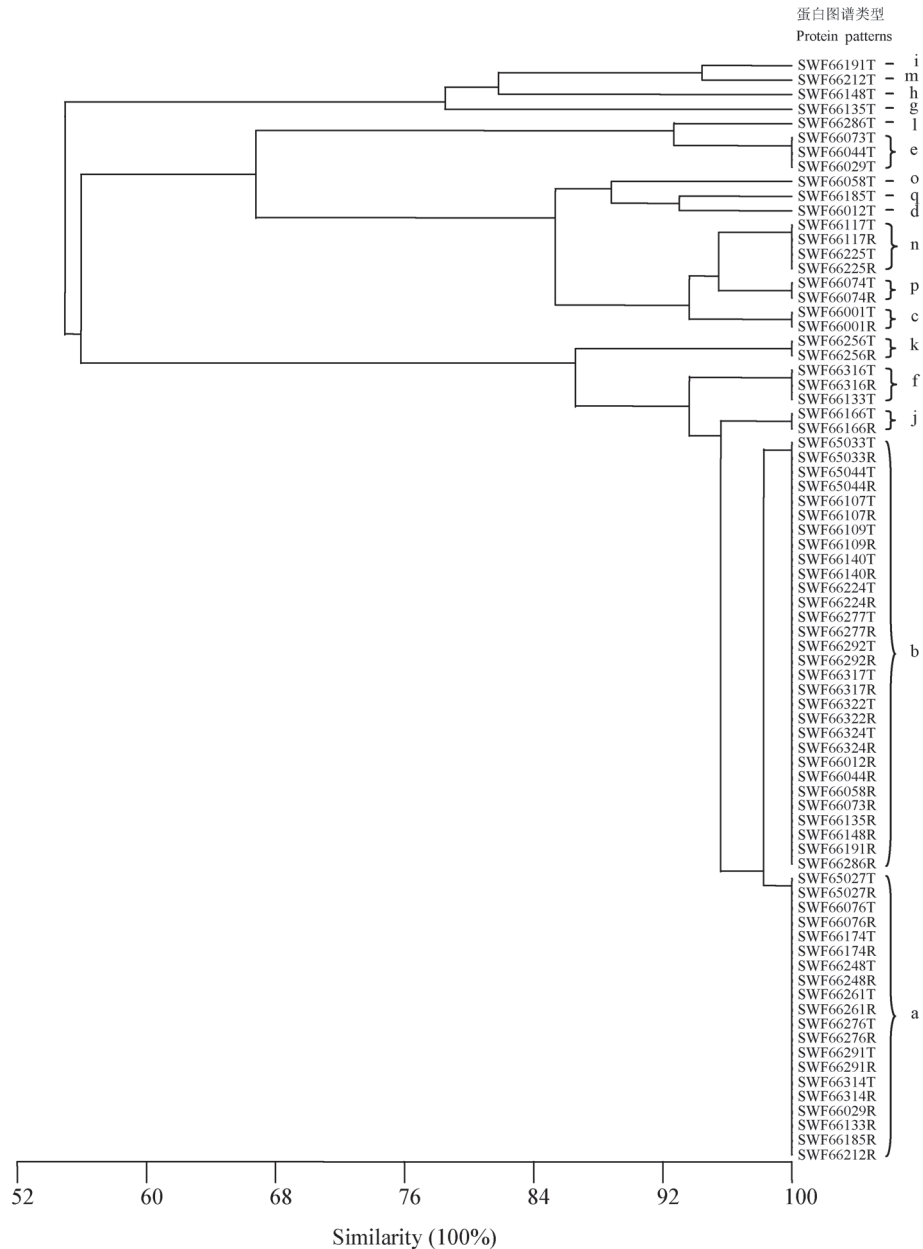 蛋白图谱类型
Protein patterns
SWF66191T i
SWF66212T m
SWF66148T h
SWF66135T g
SWF66286T l
SWF66073T
SWF66044T e
SWF66029T
SWF66058T o
SWF66185T q
SWF66012T d
SWF66117T
SWF66117R n
SWF66225T
SWF66225R
SWF66074T p
SWF66074R
SWF66001T c
SWF66001R
SWF66256T k
SWF66256R
SWF66316T
SWF66316R f
SWF66133T
SWF66166T j
SWF66166R
SWF65033T
SWF65033R
SWF65044T
SWF65044R
SWF66107T
SWF66107R
SWF66109T
SWF66109R
SWF66140T
SWF66140R
SWF66224T
SWF66224R
SWF66277T
SWF66277R
SWF66292T b
SWF66292R
SWF66317T
SWF66317R
SWF66322T
SWF66322R
SWF66324T
SWF66324R
SWF66012R
SWF66044R
SWF66058R
SWF66073R
SWF66135R
SWF66148R
SWF66191R
SWF66286R
SWF65027T
SWF65027R
SWF66076T
SWF66076R
SWF66174T
SWF66174R
SWF66248T
SWF66248R
SWF66261T
SWF66261R a
SWF66276T
SWF66276R
SWF66291T
SWF66291R
SWF66314T
SWF66314R
SWF66029R
SWF66133R
SWF66185R
SWF66212R
52 60 68 76 84 92 100
Similarity (100%)